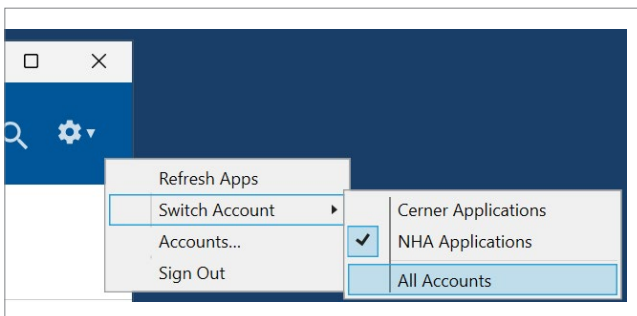 Refresh Apps
Switch Account
Accounts...
Sign Out
Cerner Applications
NHA Applications
All Accounts